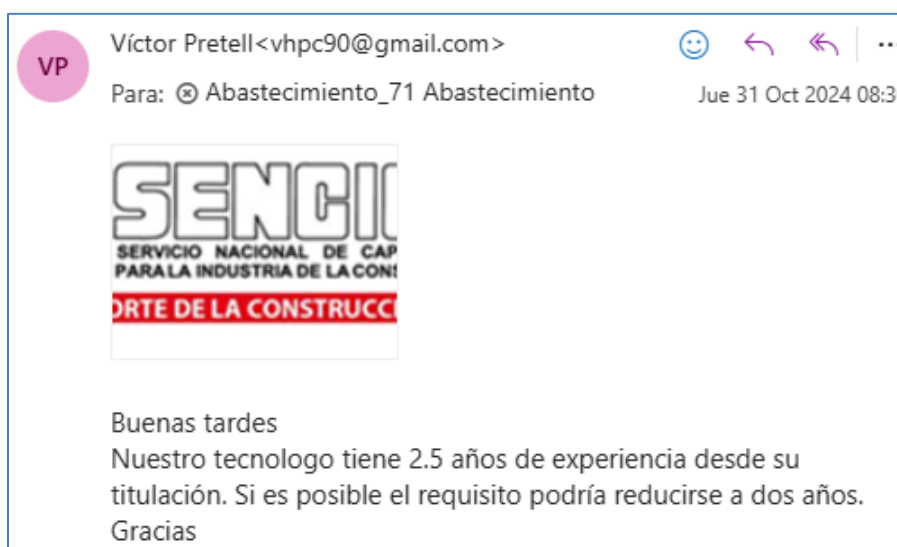 VP
Víctor Pretell<vhpc90@gmail.com>
Para: Abastecimiento_71 Abastecimiento
Jue 31 Oct 2024 08:3
SENCI
SERVICIO NACIONAL DE CAP
PARA LA INDUSTRIA DE LA CONS
ORTE DE LA CONSTRUCCI
Buenas tardes
Nuestro tecnologo tiene 2.5 años de experiencia desde su
titulación. Si es posible el requisito podría reducirse a dos años.
Gracias